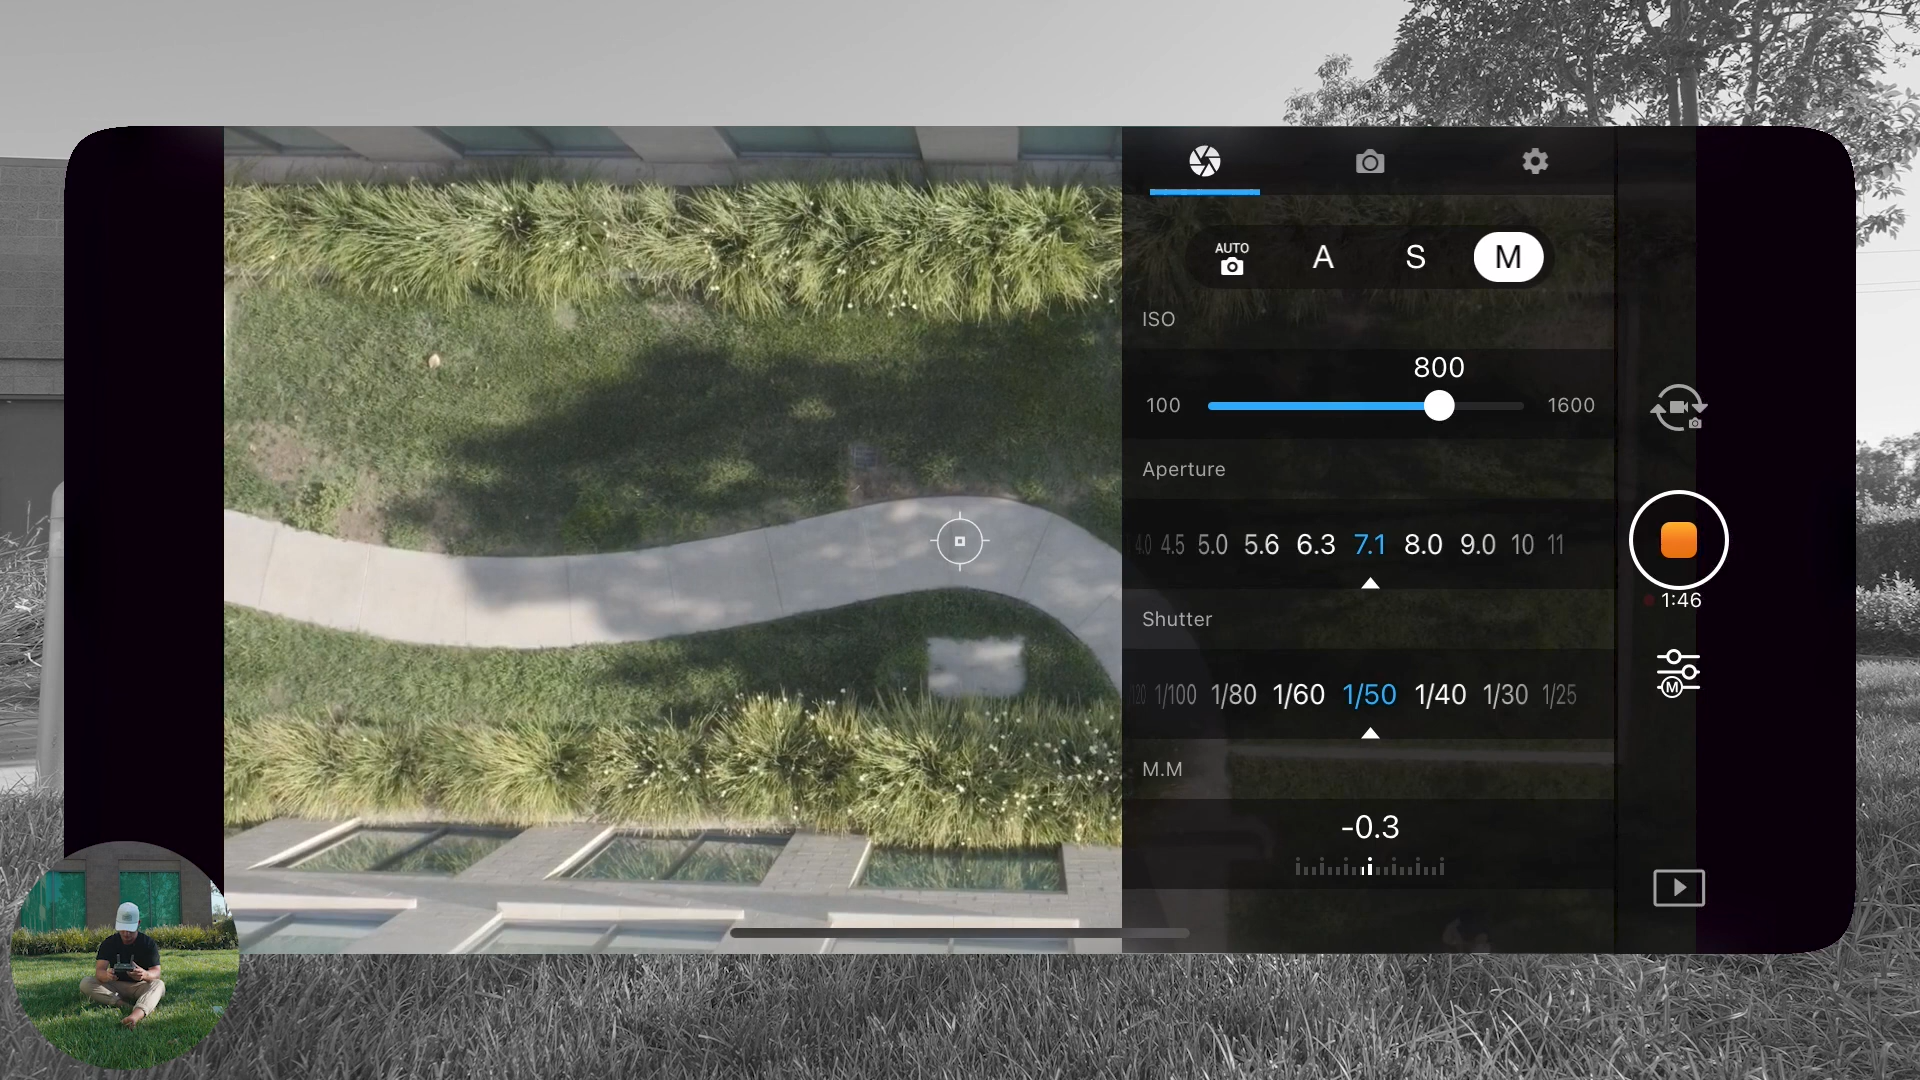 AUTO A S M
ISO
800
100 1600
Aperture
4.0 4.5 5.0 5.6 6.3 7.1 8.0 9.0 10 11
Shutter
1/100 1/80 1/60 1/50 1/40 1/30 1/25
1:46
M
M.M
-0.3